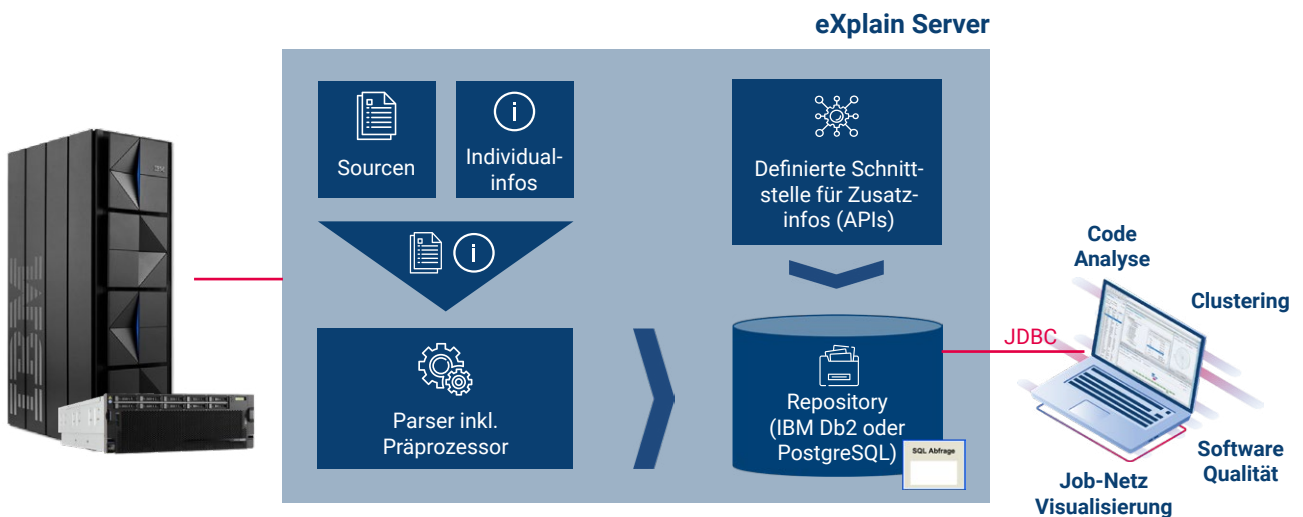 eXplain Server
Sourcen
Individual-
infos
Definierte Schnitt-
stelle für Zusatz-
infos (APIs)
Parser inkl.
Präprozessor
Repository
(IBM Db2 oder
PostgreSQL)
SQL Abfrage
JDBC
Code
Analyse
Clustering
Software
Qualität
Job-Netz
Visualisierung
IBM